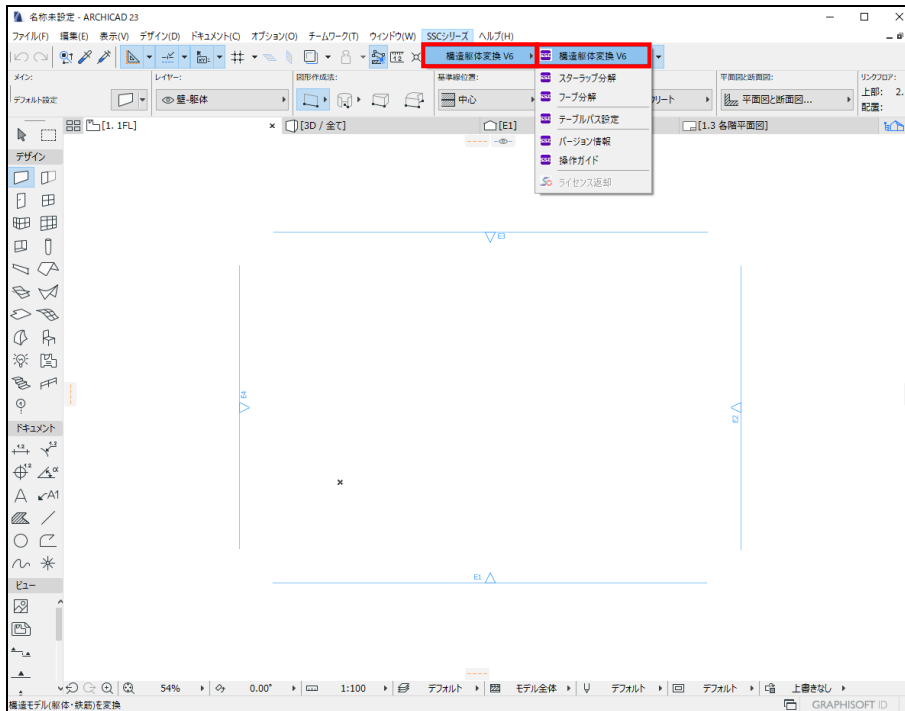 名称未設定 - ARCHICAD 23
ファイル(F) 編集(E) 表示(V) デザイン(D) ドキュメント(C) オプション(O) チームワーク(T) ウィンドウ(W) SSCシリーズ ヘルプ(H)
構造躯体変換 V6
構造躯体変換 V6
スターラップ分解
フープ分解
テーブルパス設定
バージョン情報
操作ガイド
ライセンス返却
メイン:
レイヤー:
図形作成法:
基準線位置:
平面図と断面図:
リンクフロア:
デフォルト設定
壁-躯体
中心
クリート
平面図と断面図...
上部: 2.
配置:
[1. 1FL]
[3D / 全て]
[E1]
[1.3 各階平面図]
デザイン
E3
E4
E2
E1
ドキュメント
1.2
1.2
1.2
α
A
A1
ビュー
54%
0.00°
1:100
デフォルト
モデル全体
デフォルト
デフォルト
上書きなし
構造モデル(躯体・鉄筋)を変換
GRAPHISOFT ID